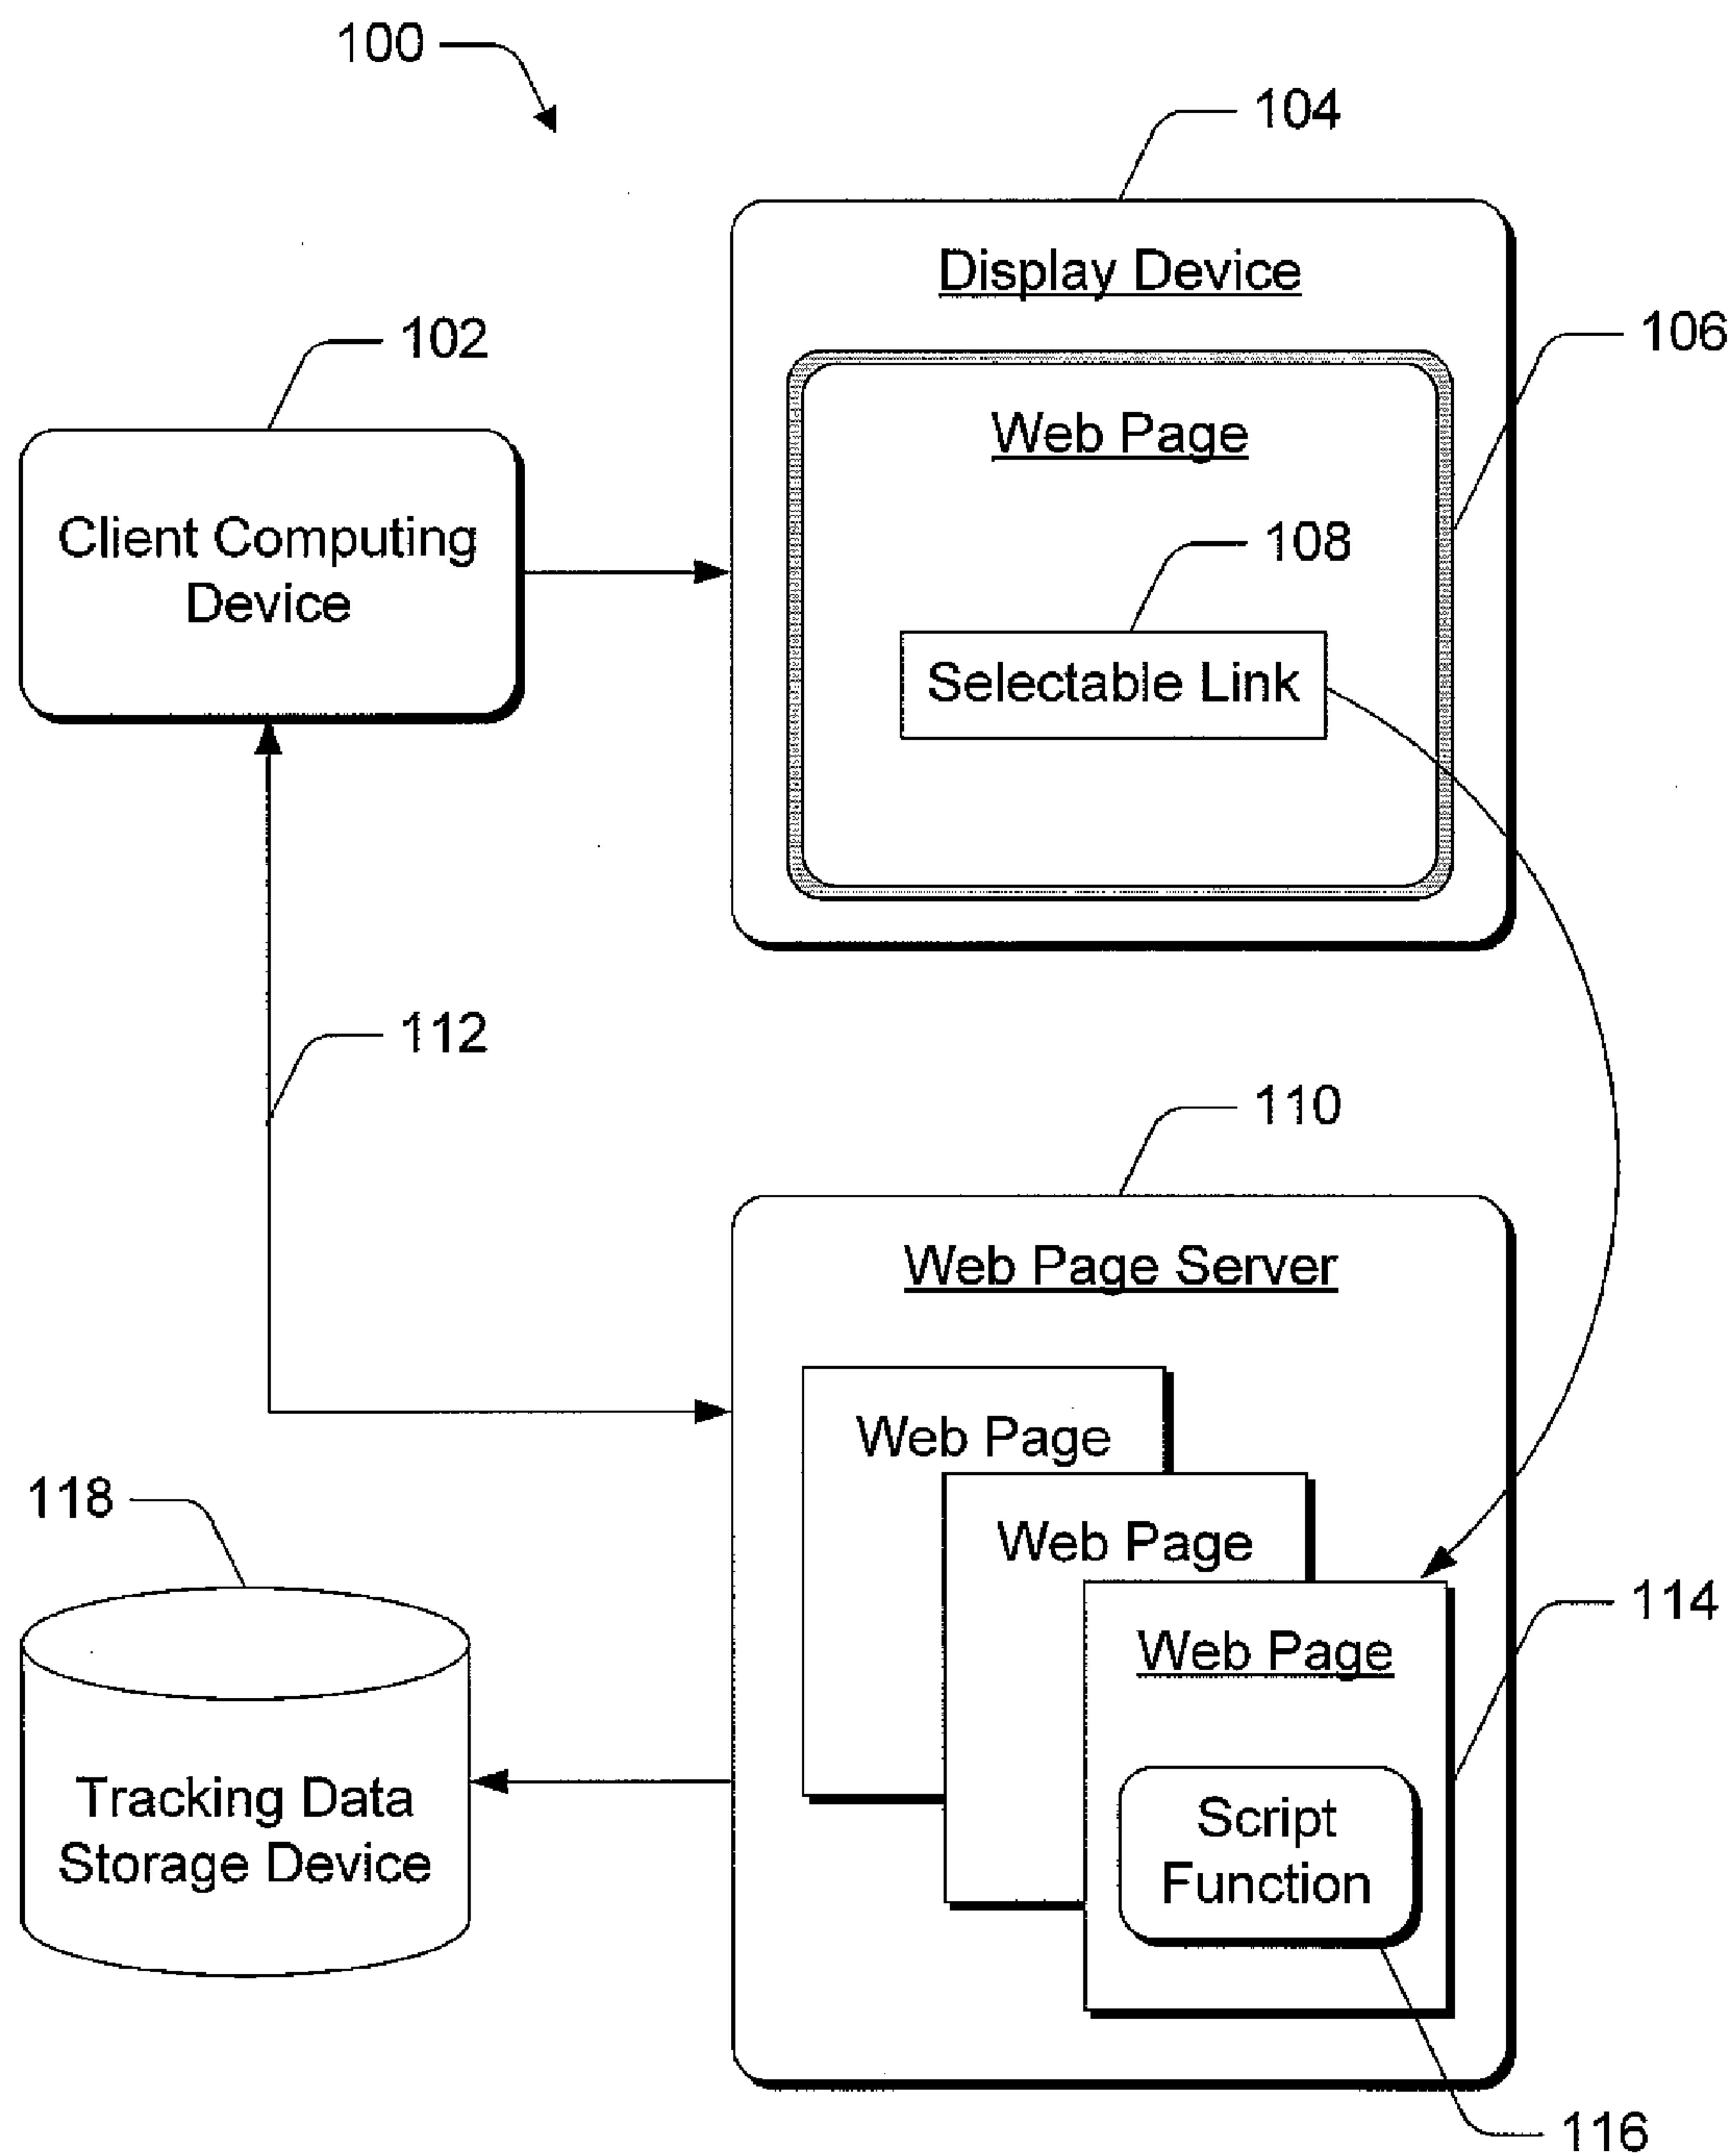 100
104
Display Device
102
106
Web Page
Client Computing
Device
108
Selectable Link
112
110
Web Page Server
Web Page
118
Web Page
114
Web Page
Tracking Data
Storage Device
Script
Function
116